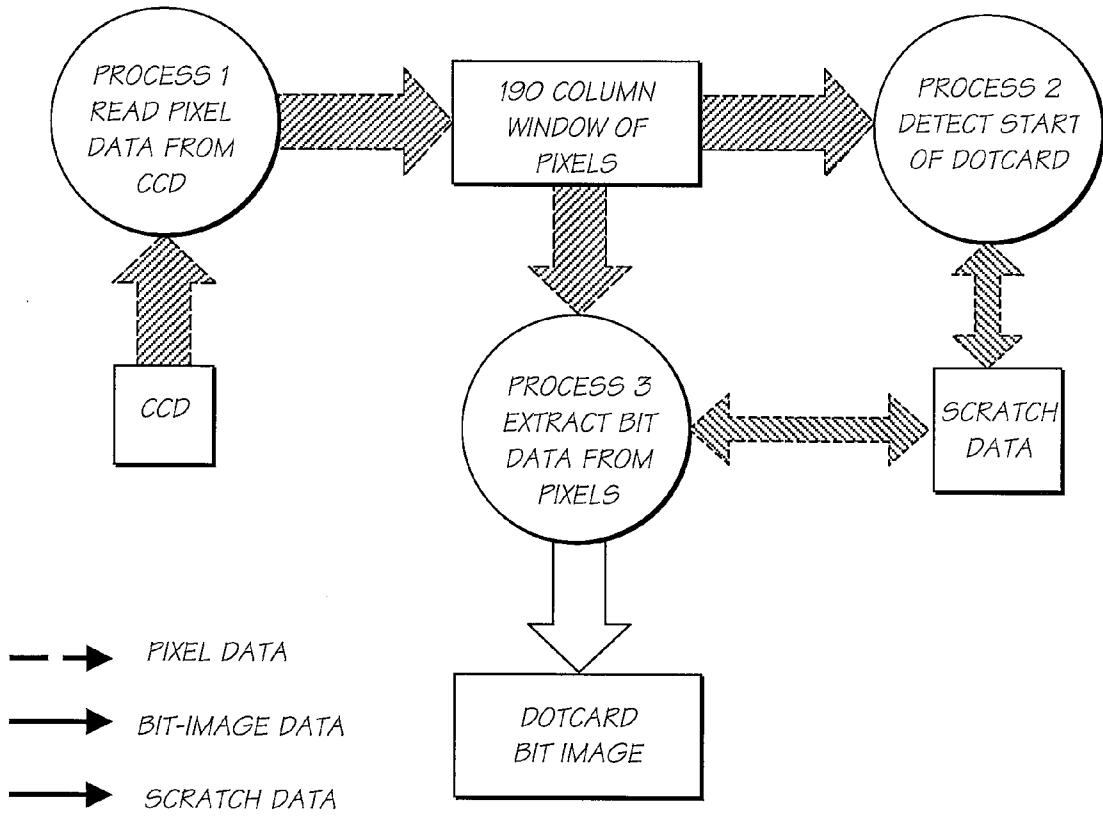 PROCESS 1
READ PIXEL
DATA FROM
CCD
190 COLUMN
WINDOW OF
PIXELS
PROCESS 2
DETECT START
OF DOTCARD
CCD
PROCESS 3
EXTRACT BIT
DATA FROM
PIXELS
SCRATCH
DATA
DOTCARD
BIT IMAGE
PIXEL DATA
BIT-IMAGE DATA
SCRATCH DATA